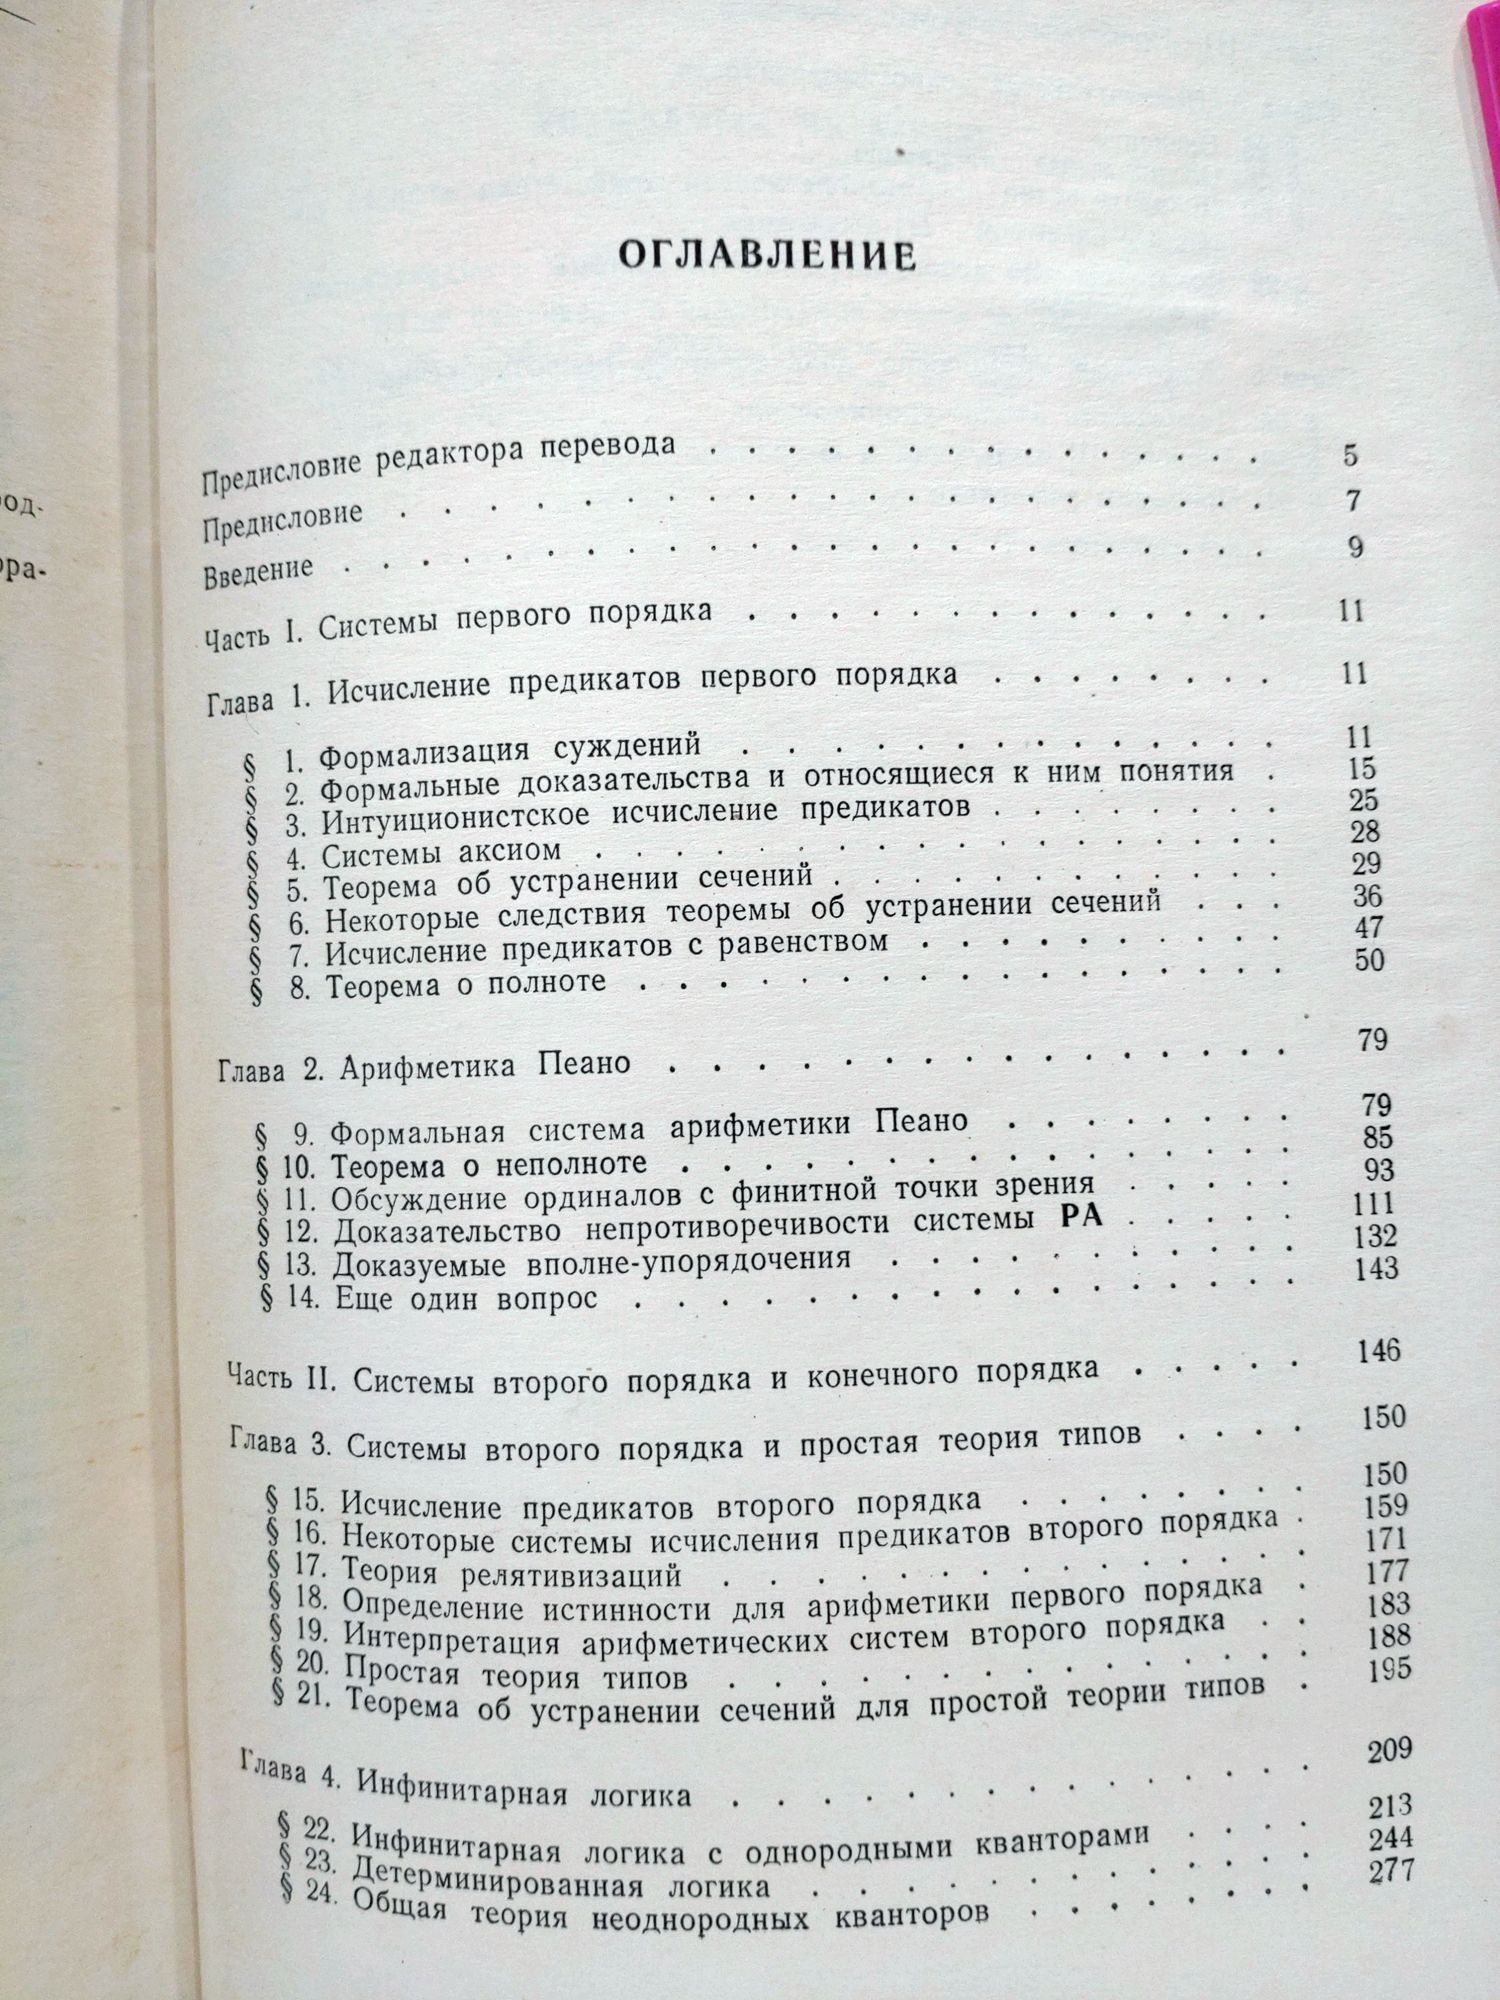 од-
ора-
ОГЛАВЛЕНИЕ
Предисловие редактора перевода . . . . . . . . . . . . . . . 5
Предисловие . . . . . . . . . . . . . . . . . . . . . . . 7
Введение . . . . . . . . . . . . . . . . . . . . . . . . 9
Часть I. Системы первого порядка . . . . . . . . . . . . . 11
Глава 1. Исчисление предикатов первого порядка . . . . . . . . 11
§ 1. Формализация суждений . . . . . . . . . . . . . . . 11
§ 2. Формальные доказательства и относящиеся к ним понятия . 15
§ 3. Интуиционистское исчисление предикатов . . . . . . . . 25
§ 4. Системы аксиом . . . . . . . . . . . . . . . . . . 28
§ 5. Теорема об устранении сечений . . . . . . . . . . . . 29
§ 6. Некоторые следствия теоремы об устранении сечений . . . 36
§ 7. Исчисление предикатов с равенством . . . . . . . . . . 47
§ 8. Теорема о полноте . . . . . . . . . . . . . . . . . 50
Глава 2. Арифметика Пеано . . . . . . . . . . . . . . . . 79
§ 9. Формальная система арифметики Пеано . . . . . . . . 79
§ 10. Теорема о неполноте . . . . . . . . . . . . . . . 85
§ 11. Обсуждение ординалов с финитной точки зрения . . . . . 93
§ 12. Доказательство непротиворечивости системы PA . . . . . 111
§ 13. Доказуемые вполне-упорядочения . . . . . . . . . . . 132
§ 14. Еще один вопрос . . . . . . . . . . . . . . . . 143
Часть II. Системы второго порядка и конечного порядка . . . . . 146
Глава 3. Системы второго порядка и простая теория типов . . . . 150
§ 15. Исчисление предикатов второго порядка . . . . . . . . 150
§ 16. Некоторые системы исчисления предикатов второго порядка . 159
§ 17. Теория релятивизаций . . . . . . . . . . . . . . 171
§ 18. Определение истинности для арифметики первого порядка . 177
§ 19. Интерпретация арифметических систем второго порядка . . 183
§ 20. Простая теория типов . . . . . . . . . . . . . . 188
§ 21. Теорема об устранении сечений для простой теории типов . 195
Глава 4. Инфинитарная логика . . . . . . . . . . . . . 209
§ 22. Инфинитарная логика с однородными кванторами . . . . 213
§ 23. Детерминированная логика . . . . . . . . . . . . 244
§ 24. Общая теория неоднородных кванторов . . . . . . . . 277